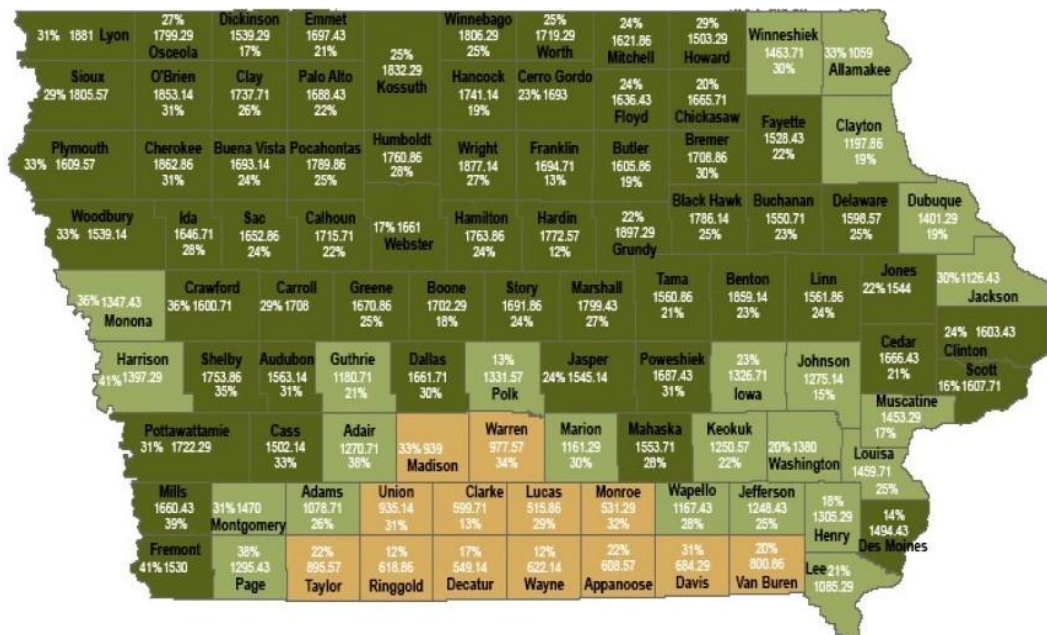 31% 1881 Lyon
27%
1799.29
Osceola
Dickinson
1539.29
17%
Emmet
1697.43
21%
25%
1832.29
Kossuth
Winnebago
1806.29
25%
25%
1719.29
Worth
24%
1621.86
Mitchell
29%
1503.29
Howard
Winneshiek
1463.71
30%
33% 1059
Allamakee
Sioux
29% 1805.57
O'Brien
1853.14
31%
Clay
1737.71
26%
Palo Alto
1688.43
22%
Hancock
1741.14
19%
Cerro Gordo
23% 1693
24%
1636.43
Floyd
20%
1665.71
Chickasaw
Fayette
1528.43
22%
Clayton
1197.86
19%
Plymouth
33% 1609.57
Cherokee
1862.86
31%
Buena Vista
1693.14
24%
Pocahontas
1789.86
25%
Humboldt
1760.86
28%
Wright
1877.14
27%
Franklin
1694.71
13%
Butler
1605.86
19%
Bremer
1708.86
30%
Woodbury
33% 1539.14
Ida
1646.71
28%
Sac
1652.86
24%
Calhoun
1715.71
22%
17% 1661
Webster
Hamilton
1763.86
24%
Hardin
1772.57
12%
22%
1897.29
Grundy
Black Hawk
1786.14
25%
Buchanan
1550.71
23%
Delaware
1598.57
25%
Dubuque
1401.29
19%
36% 1347.43
Monona
Crawford
36% 1600.71
Carroll
29% 1708
Greene
1670.86
25%
Boone
1702.29
18%
Story
1691.86
24%
Marshall
1799.43
27%
Tama
1560.86
21%
Benton
1859.14
23%
Linn
1561.86
24%
Jones
22% 1544
30% 1126.43
Jackson
24% 1603.43
Clinton
Harrison
41% 1397.29
Shelby
1753.86
35%
Audubon
1563.14
31%
Guthrie
1180.71
21%
Dallas
1661.71
30%
13%
1331.57
Polk
Jasper
24% 1545.14
Poweshiek
1687.43
31%
23%
1326.71
Iowa
Johnson
1275.14
15%
Cedar
1666.43
21%
Scott
16% 1607.71
Muscatine
1453.29
17%
Pottawattamie
31% 1722.29
Cass
1502.14
33%
Adair
1270.71
38%
33% 939
Madison
Warren
977.57
34%
Marion
1161.29
30%
Mahaska
1553.71
28%
Keokuk
1250.57
22%
20% 1380
Washington
Louisa
1459.71
25%
Mills
1660.43
39%
31% 1470
Montgomery
Adams
1078.71
26%
Union
935.14
31%
Clarke
599.71
13%
Lucas
515.86
29%
Monroe
531.29
32%
Wapello
1167.43
28%
Jefferson
1248.43
25%
18%
1305.29
Henry
14%
1494.43
Des Moines
Fremont
41% 1530
38%
1295.43
Page
22%
895.57
Taylor
12%
618.86
Ringgold
17%
549.14
Decatur
12%
622.14
Wayne
22%
608.57
Appanoose
31%
684.29
Davis
20%
800.86
Van Buren
Lee 21%
1085.29